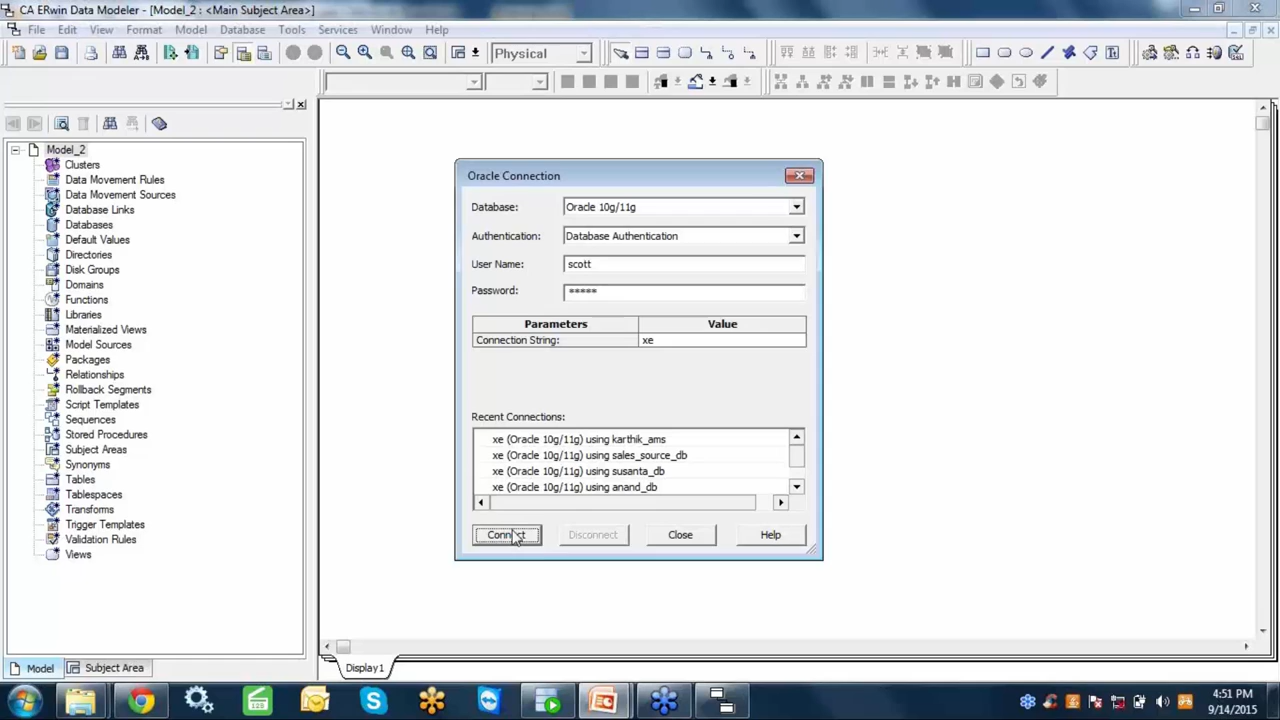 CA ERwin Data Modeler - [Model_2 : <Main Subject Area>]
File Edit View Format Model Database Tools Services Window Help
Physical
Model_2
Clusters
Data Movement Rules
Data Movement Sources
Database Links
Databases
Default Values
Directories
Disk Groups
Domains
Functions
Libraries
Materialized Views
Model Sources
Packages
Relationships
Rollback Segments
Script Templates
Sequences
Stored Procedures
Subject Areas
Synonyms
Tables
Tablespaces
Transforms
Trigger Templates
Validation Rules
Views
Model Subject Area
Oracle Connection
Database: Oracle 10g/11g
Authentication: Database Authentication
User Name: scott
Password: *****
Parameters Value
Connection String: xe
Recent Connections:
xe (Oracle 10g/11g) using karthik_ams
xe (Oracle 10g/11g) using sales_source_db
xe (Oracle 10g/11g) using susanta_db
xe (Oracle 10g/11g) using anand_db
Connect Disconnect Close Help
Display1
4:51 PM
9/14/2015